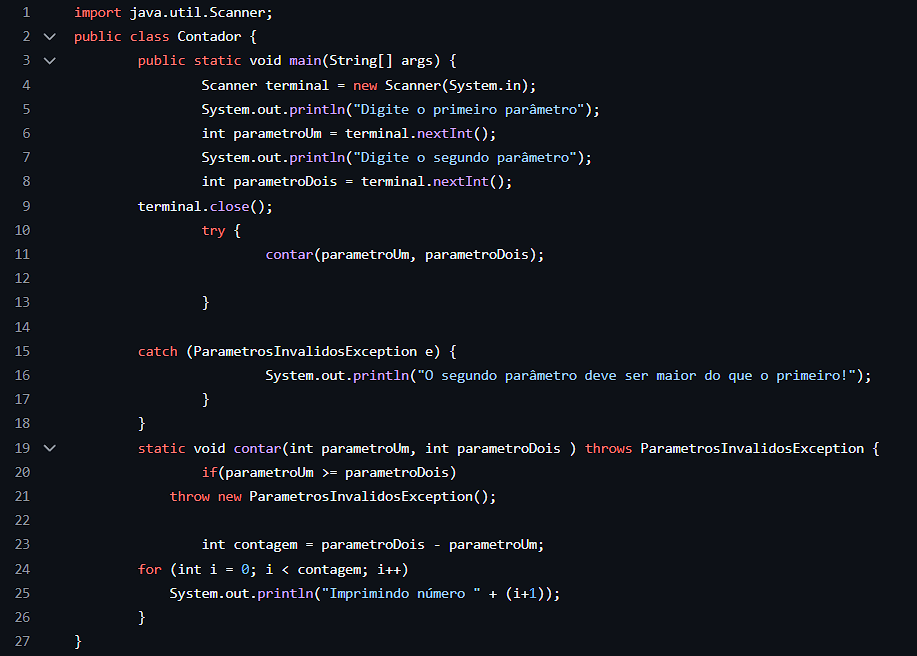 1 import java.util.Scanner;
2 public class Contador {
3 public static void main(String[] args) {
4 Scanner terminal = new Scanner(System.in);
5 System.out.println("Digite o primeiro parâmetro");
6 int parametroUm = terminal.nextInt();
7 System.out.println("Digite o segundo parâmetro");
8 int parametroDois = terminal.nextInt();
9 terminal.close();
10 try {
11 contar(parametroUm, parametroDois);
12
13 }
14
15 catch (ParametrosInvalidosException e) {
16 System.out.println("O segundo parâmetro deve ser maior do que o primeiro!");
17 }
18 }
19 static void contar(int parametroUm, int parametroDois ) throws ParametrosInvalidosException {
20 if(parametroUm >= parametroDois)
21 throw new ParametrosInvalidosException();
22
23 int contagem = parametroDois - parametroUm;
24 for (int i = 0; i < contagem; i++)
25 System.out.println("Imprimindo número " + (i+1));
26 }
27 }